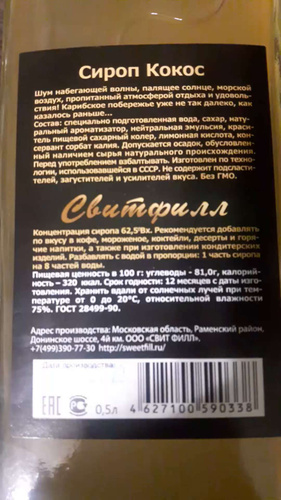 Сироп Кокос
Шум набегающей волны, палящее солнце, морской
воздух, пропитанный атмосферой отдыха и удоволь-
ствия! Карибское побережье уже не так далеко, как
казалось раньше...
Состав: специально подготовленная вода, сахар, нату-
ральный ароматизатор, нейтральная эмульсия, краси-
тель пищевой сахарный колер, лимонная кислота, кон-
сервант сорбат калия. Допускается осадок, обусловлен-
ный наличием сырья натурального происхождения.
Перед употреблением взбалтывать. Изготовлен по техно-
логии, использовавшейся в СССР. Не содержит подсласти-
телей, загустителей и усилителей вкуса. Без ГМО.
Свитфилл
Концентрация сиропа 62,5°Вх. Рекомендуется добавлять
по вкусу в кофе, мороженое, коктейли, десерты и горя-
чие напитки, а также при изготовлении кондитерских
изделий. Разбавлять с водой в пропорции: 1 часть сиропа
на 8 частей воды.
Пищевая ценность в 100 г: углеводы - 81,0г, калорий-
ность – 320 ккал. Срок годности: 12 месяцев с даты изго-
товления. Хранить вдали от солнечных лучей при тем-
пературе от 0 до 20°С, относительной влажности
75%. ГОСТ 28499-90.
Адрес производства: Московская область, Раменский район.
Донинское шоссе, 4й км. ООО «СВИТ ФИЛЛ».
+7(499)390-77-30 http://sweetfill.ru/
Дата производства:
ЕАС РС 0,5л
4 627100 590338